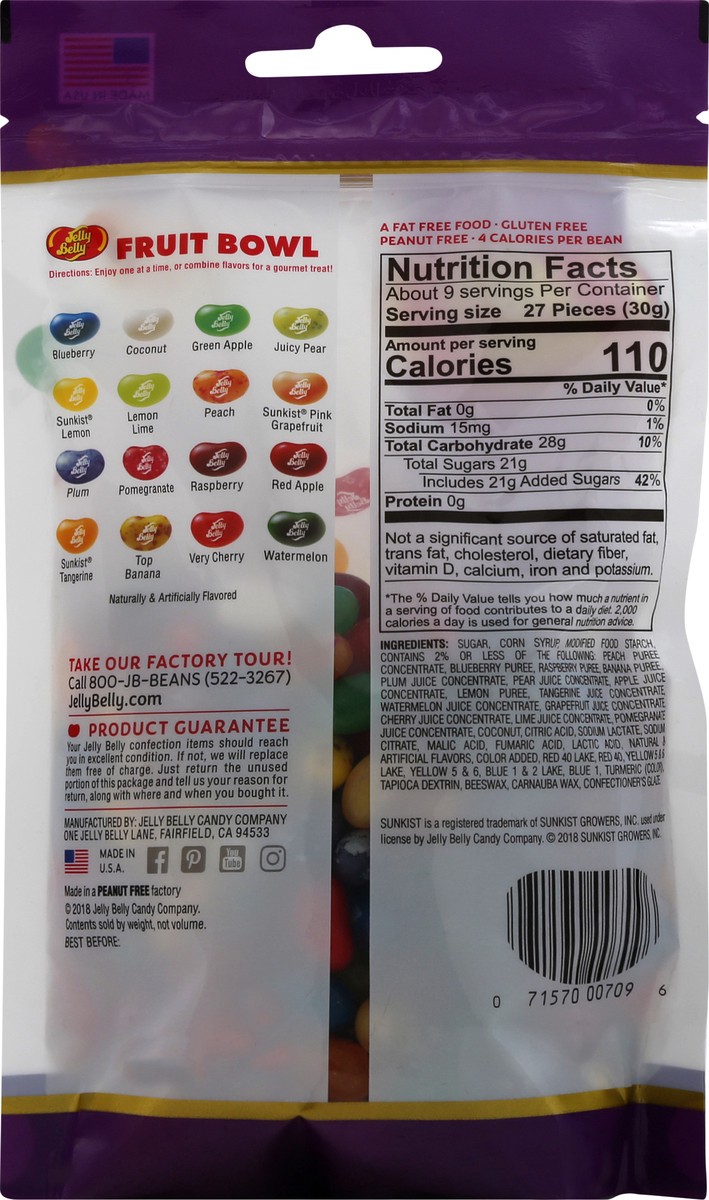 MADE IN USA
Jelly Belly
FRUIT BOWL
Directions: Enjoy one at a time, or combine flavors for a gourmet treat!
Blueberry
Coconut
Green Apple
Juicy Pear
Sunkist® Lemon
Lemon Lime
Peach
Sunkist® Pink Grapefruit
Plum
Pomegranate
Raspberry
Red Apple
Sunkist® Tangerine
Top Banana
Very Cherry
Watermelon
Naturally & Artificially Flavored
TAKE OUR FACTORY TOUR!
Call 800-JB-BEANS (522-3267)
JellyBelly.com
PRODUCT GUARANTEE
Your Jelly Belly confection items should reach
you in excellent condition. If not, we will replace
them free of charge. Just return the unused
portion of this package and tell us your reason for
return, along with where and when you bought it.
MANUFACTURED BY: JELLY BELLY CANDY COMPANY
ONE JELLY BELLY LANE, FAIRFIELD, CA 94533
MADE IN
U.S.A.
You
Tube
Made in a PEANUT FREE factory
© 2018 Jelly Belly Candy Company.
Contents sold by weight, not volume.
BEST BEFORE:
A FAT FREE FOOD · GLUTEN FREE
PEANUT FREE · 4 CALORIES PER BEAN
Nutrition Facts
About 9 servings Per Container
Serving size 27 Pieces (30g)
Amount per serving
Calories 110
% Daily Value*
Total Fat 0g 0%
Sodium 15mg 1%
Total Carbohydrate 28g 10%
Total Sugars 21g
Includes 21g Added Sugars 42%
Protein 0g
Not a significant source of saturated fat,
trans fat, cholesterol, dietary fiber,
vitamin D, calcium, iron and potassium.
*The % Daily Value tells you how much a nutrient in
a serving of food contributes to a daily diet. 2,000
calories a day is used for general nutrition advice.
INGREDIENTS: SUGAR, CORN SYRUP, MODIFIED FOOD STARCH,
CONTAINS 2% OR LESS OF THE FOLLOWING: PEACH PUREE
CONCENTRATE, BLUEBERRY PUREE, RASPBERRY PUREE, BANANA PUREE,
PLUM JUICE CONCENTRATE, PEAR JUICE CONCENTRATE, APPLE JUICE
CONCENTRATE, LEMON PUREE, TANGERINE JUICE CONCENTRATE,
WATERMELON JUICE CONCENTRATE, GRAPEFRUIT JUICE CONCENTRATE,
CHERRY JUICE CONCENTRATE, LIME JUICE CONCENTRATE, POMEGRANATE
JUICE CONCENTRATE, COCONUT, CITRIC ACID, SODIUM LACTATE, SODIUM
CITRATE, MALIC ACID, FUMARIC ACID, LACTIC ACID, NATURAL &
ARTIFICIAL FLAVORS, COLOR ADDED, RED 40 LAKE, RED 40, YELLOW 5 & 6
LAKE, YELLOW 5 & 6, BLUE 1 & 2 LAKE, BLUE 1, TURMERIC (COLOR),
TAPIOCA DEXTRIN, BEESWAX, CARNAUBA WAX, CONFECTIONER'S GLAZE.
SUNKIST is a registered trademark of SUNKIST GROWERS, INC. used under
license by Jelly Belly Candy Company. © 2018 SUNKIST GROWERS, INC.
0 71570 00709 6